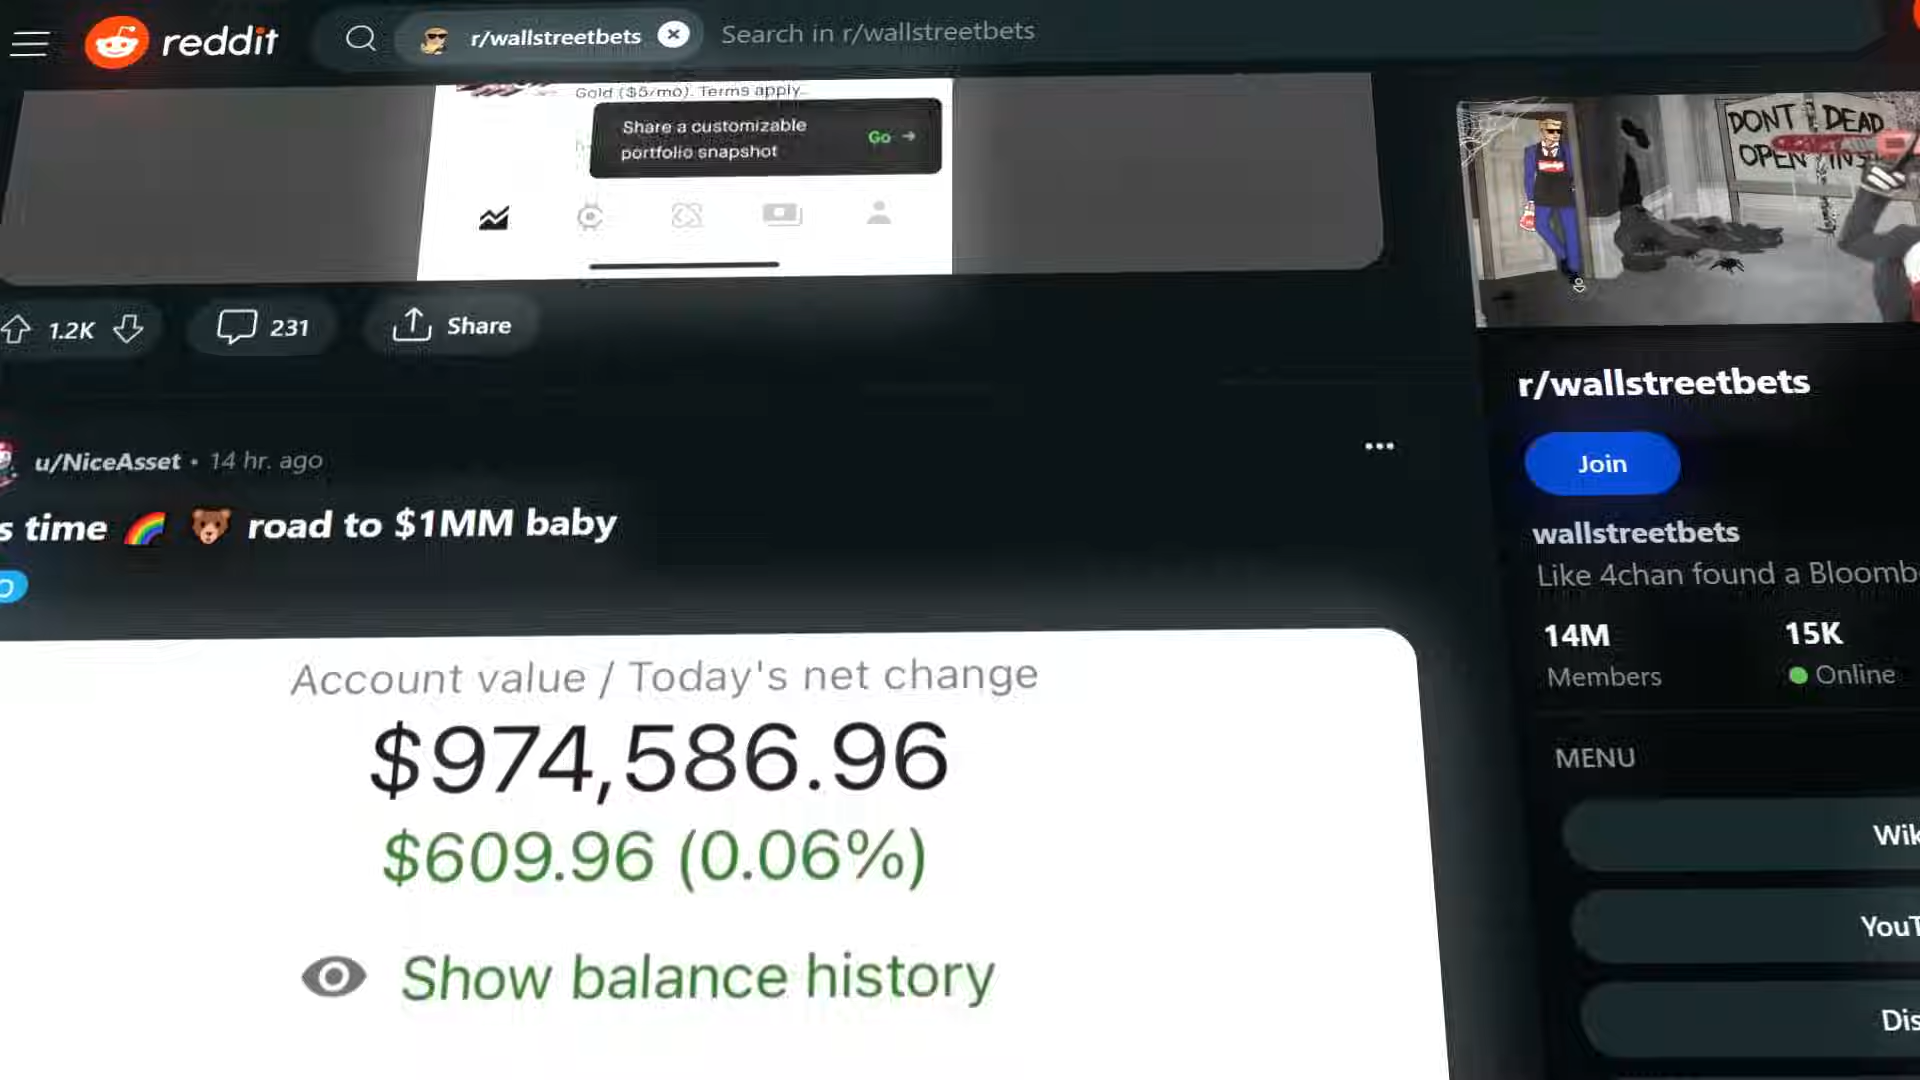 reddit
r/wallstreetbets
Search in r/wallstreetbets
Gold ($5/mo). Terms apply.
Share a customizable
portfolio snapshot
Go →
DONT DEAD
OPEN INS
1.2K
231
Share
r/wallstreetbets
Join
u/NiceAsset • 14 hr. ago
s time 🌈 🐻 road to $1MM baby
O
wallstreetbets
Like 4chan found a Bloomb
14M
Members
15K
Online
Account value / Today's net change
$974,586.96
$609.96 (0.06%)
Show balance history
MENU
Wik
YouT
Dis